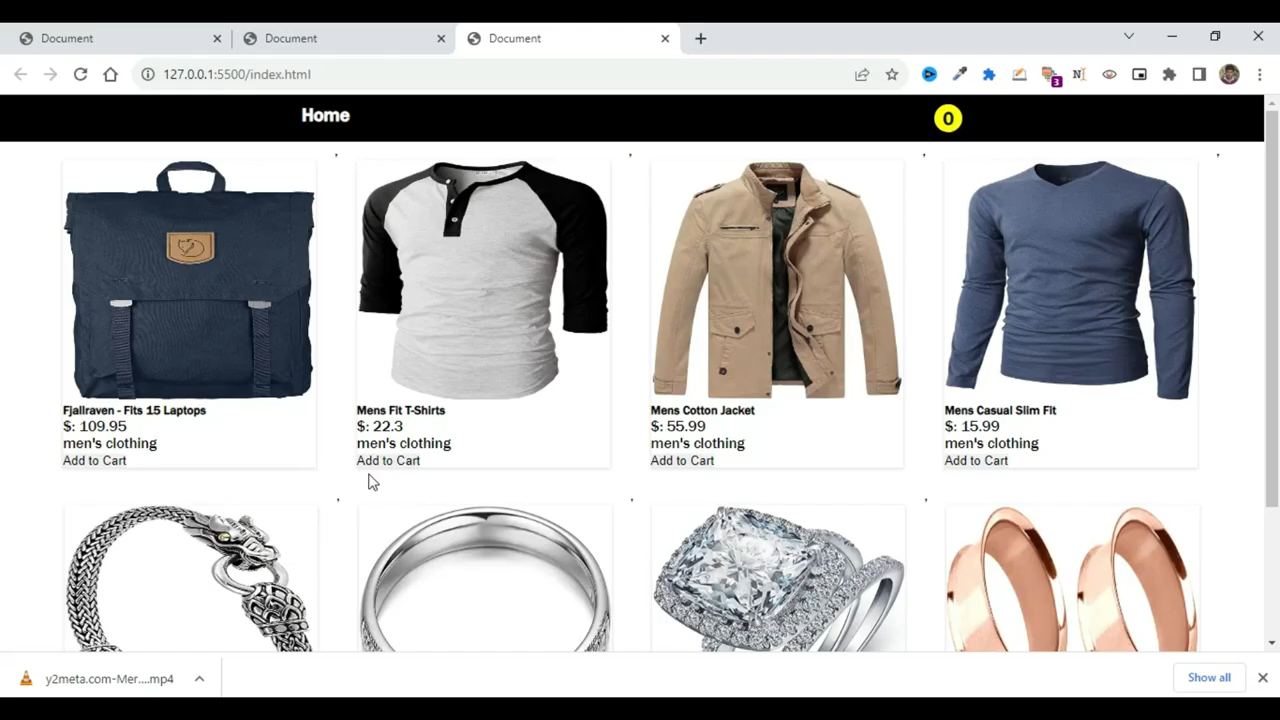 Document
Document
Document
127.0.0.1:5500/index.html
3
Home
0
Fjallraven - Fits 15 Laptops
$: 109.95
men's clothing
Add to Cart
Mens Fit T-Shirts
$: 22.3
men's clothing
Add to Cart
Mens Cotton Jacket
$: 55.99
men's clothing
Add to Cart
Mens Casual Slim Fit
$: 15.99
men's clothing
Add to Cart
y2meta.com-Mer....mp4
Show all